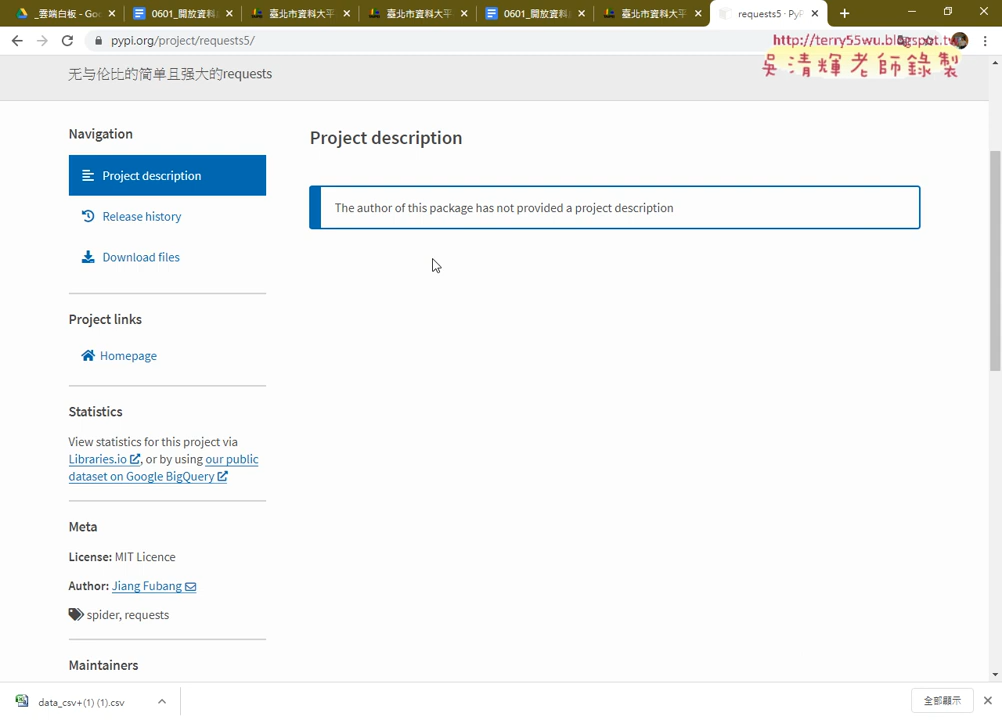 _雲端白板 - Goo
0601_開放資料
臺北市資料大平
臺北市資料大平
0601_開放資料
臺北市資料大平
requests5 · PyP
pypi.org/project/requests5/
http://terry55wu.blogspot.tw
吳清輝老師錄製
无与伦比的简单且强大的requests
Navigation
Project description
Release history
Download files
Project links
Homepage
Statistics
View statistics for this project via
Libraries.io, or by using our public
dataset on Google BigQuery
Meta
License: MIT Licence
Author: Jiang Fubang
spider, requests
Maintainers
Project description
The author of this package has not provided a project description
data_csv+(1) (1).csv
全部顯示